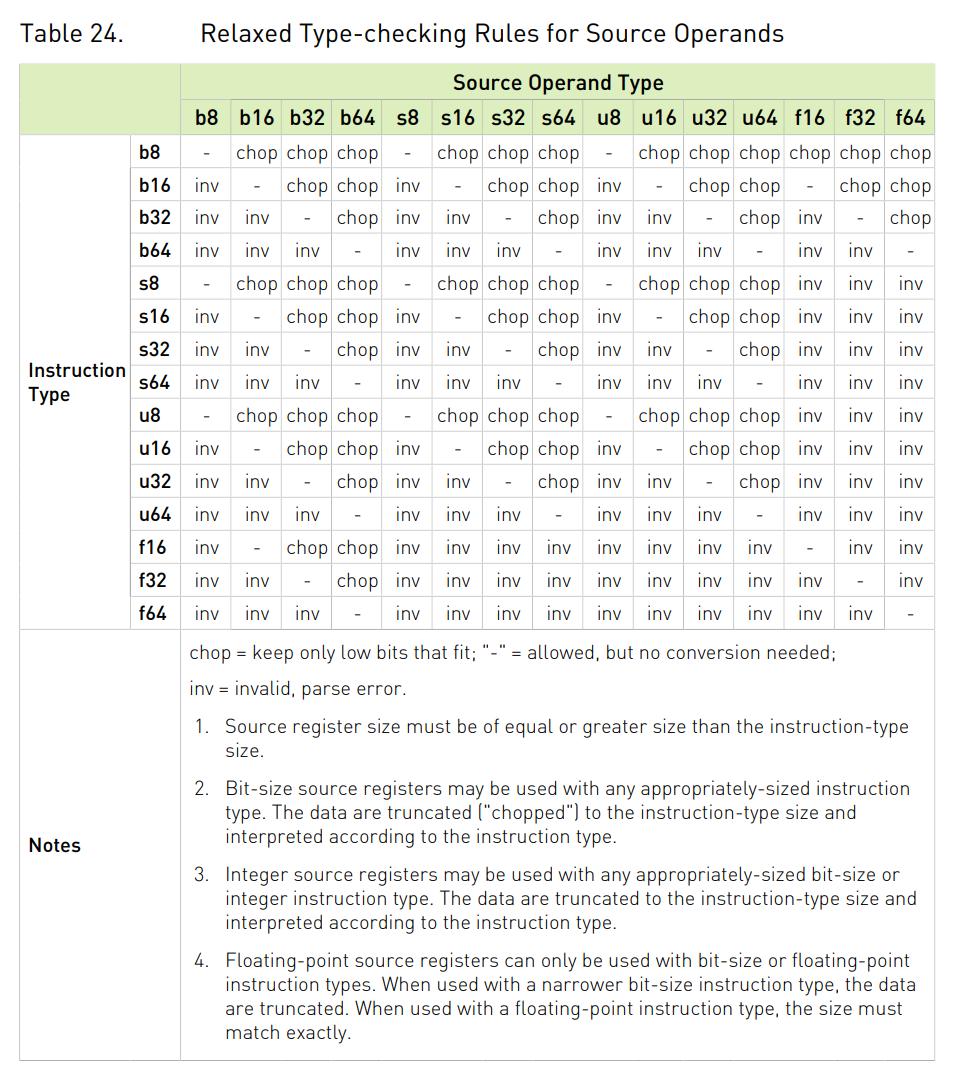 Table 24. Relaxed Type-checking Rules for Source Operands
Source Operand Type
b8 b16 b32 b64 s8 s16 s32 s64 u8 u16 u32 u64 f16 f32 f64
Instruction Type
b8 - chop chop chop - chop chop chop - chop chop chop chop chop chop
b16 inv - chop chop inv - chop chop inv - chop chop - chop chop
b32 inv inv - chop inv inv - chop inv inv - chop inv - chop
b64 inv inv inv - inv inv inv - inv inv inv - inv inv -
s8 - chop chop chop - chop chop chop - chop chop chop inv inv inv
s16 inv - chop chop inv - chop chop inv - chop chop inv inv inv
s32 inv inv - chop inv inv - chop inv inv - chop inv inv inv
s64 inv inv inv - inv inv inv - inv inv inv - inv inv inv
u8 - chop chop chop - chop chop chop - chop chop chop inv inv inv
u16 inv - chop chop inv - chop chop inv - chop chop inv inv inv
u32 inv inv - chop inv inv - chop inv inv - chop inv inv inv
u64 inv inv inv - inv inv inv - inv inv inv - inv inv inv
f16 inv - chop chop inv inv inv inv inv inv inv inv - inv inv
f32 inv inv - chop inv inv inv inv inv inv inv inv inv - inv
f64 inv inv inv - inv inv inv inv inv inv inv inv inv inv -
Notes
chop = keep only low bits that fit; "-" = allowed, but no conversion needed;
inv = invalid, parse error.
1. Source register size must be of equal or greater size than the instruction-type
size.
2. Bit-size source registers may be used with any appropriately-sized instruction
type. The data are truncated ("chopped") to the instruction-type size and
interpreted according to the instruction type.
3. Integer source registers may be used with any appropriately-sized bit-size or
integer instruction type. The data are truncated to the instruction-type size and
interpreted according to the instruction type.
4. Floating-point source registers can only be used with bit-size or floating-point
instruction types. When used with a narrower bit-size instruction type, the data
are truncated. When used with a floating-point instruction type, the size must
match exactly.